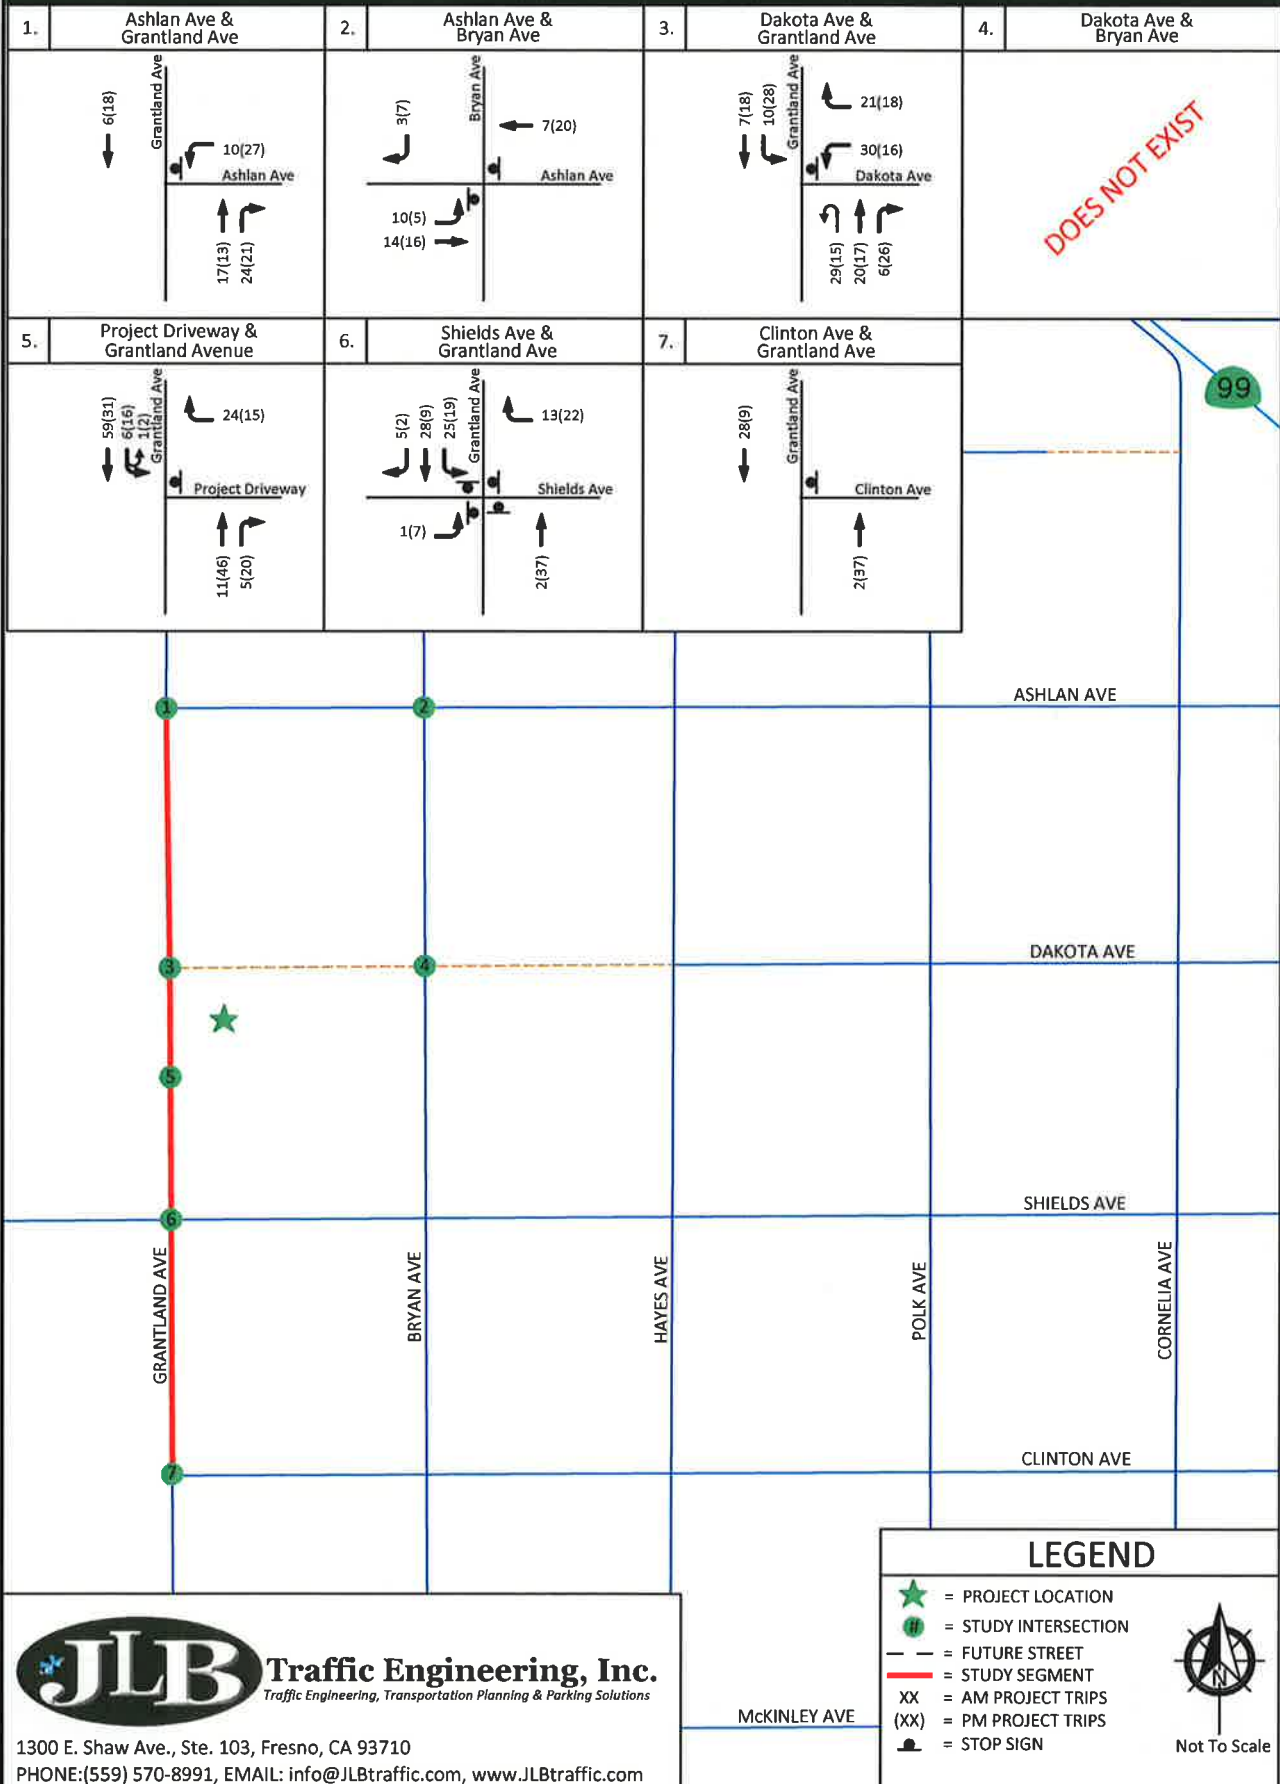 1.
Ashlan Ave &
Grantland Ave
2.
Ashlan Ave &
Bryan Ave
3.
Dakota Ave &
Grantland Ave
4.
Dakota Ave &
Bryan Ave
6(18)
Grantland Ave
10(27)
Ashlan Ave
17(13)
24(21)
3(7)
Bryan Ave
7(20)
Ashlan Ave
10(5)
14(16)
7(18)
10(28)
Grantland Ave
21(18)
30(16)
Dakota Ave
29(15)
20(17)
6(26)
DOES NOT EXIST
5.
Project Driveway &
Grantland Avenue
6.
Shields Ave &
Grantland Ave
7.
Clinton Ave &
Grantland Ave
59(31)
6(16)
1(2)
Grantland Ave
24(15)
Project Driveway
11(46)
5(20)
5(2)
28(9)
25(19)
Grantland Ave
13(22)
Shields Ave
1(7)
2(37)
28(9)
Grantland Ave
Clinton Ave
2(37)
99
1
2
ASHLAN AVE
3
4
DAKOTA AVE
5
6
SHIELDS AVE
GRANTLAND AVE
BRYAN AVE
HAYES AVE
POLK AVE
CORNELIA AVE
7
CLINTON AVE
McKINLEY AVE
LEGEND
= PROJECT LOCATION
# = STUDY INTERSECTION
= FUTURE STREET
= STUDY SEGMENT
XX = AM PROJECT TRIPS
(XX) = PM PROJECT TRIPS
= STOP SIGN
N
Not To Scale
JLB Traffic Engineering, Inc.
Traffic Engineering, Transportation Planning & Parking Solutions
1300 E. Shaw Ave., Ste. 103, Fresno, CA 93710
PHONE:(559) 570-8991, EMAIL: info@JLBtraffic.com, www.JLBtraffic.com